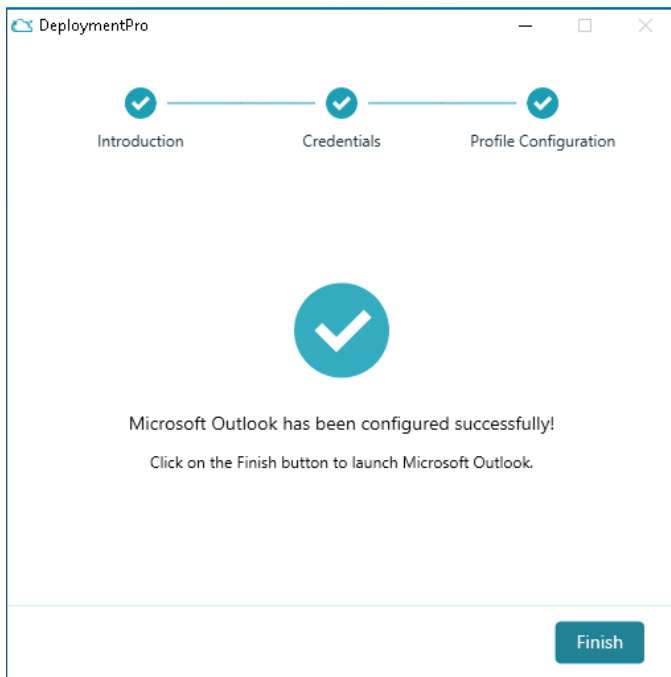 DeploymentPro
Introduction Credentials Profile Configuration
Microsoft Outlook has been configured successfully!
Click on the Finish button to launch Microsoft Outlook.
Finish